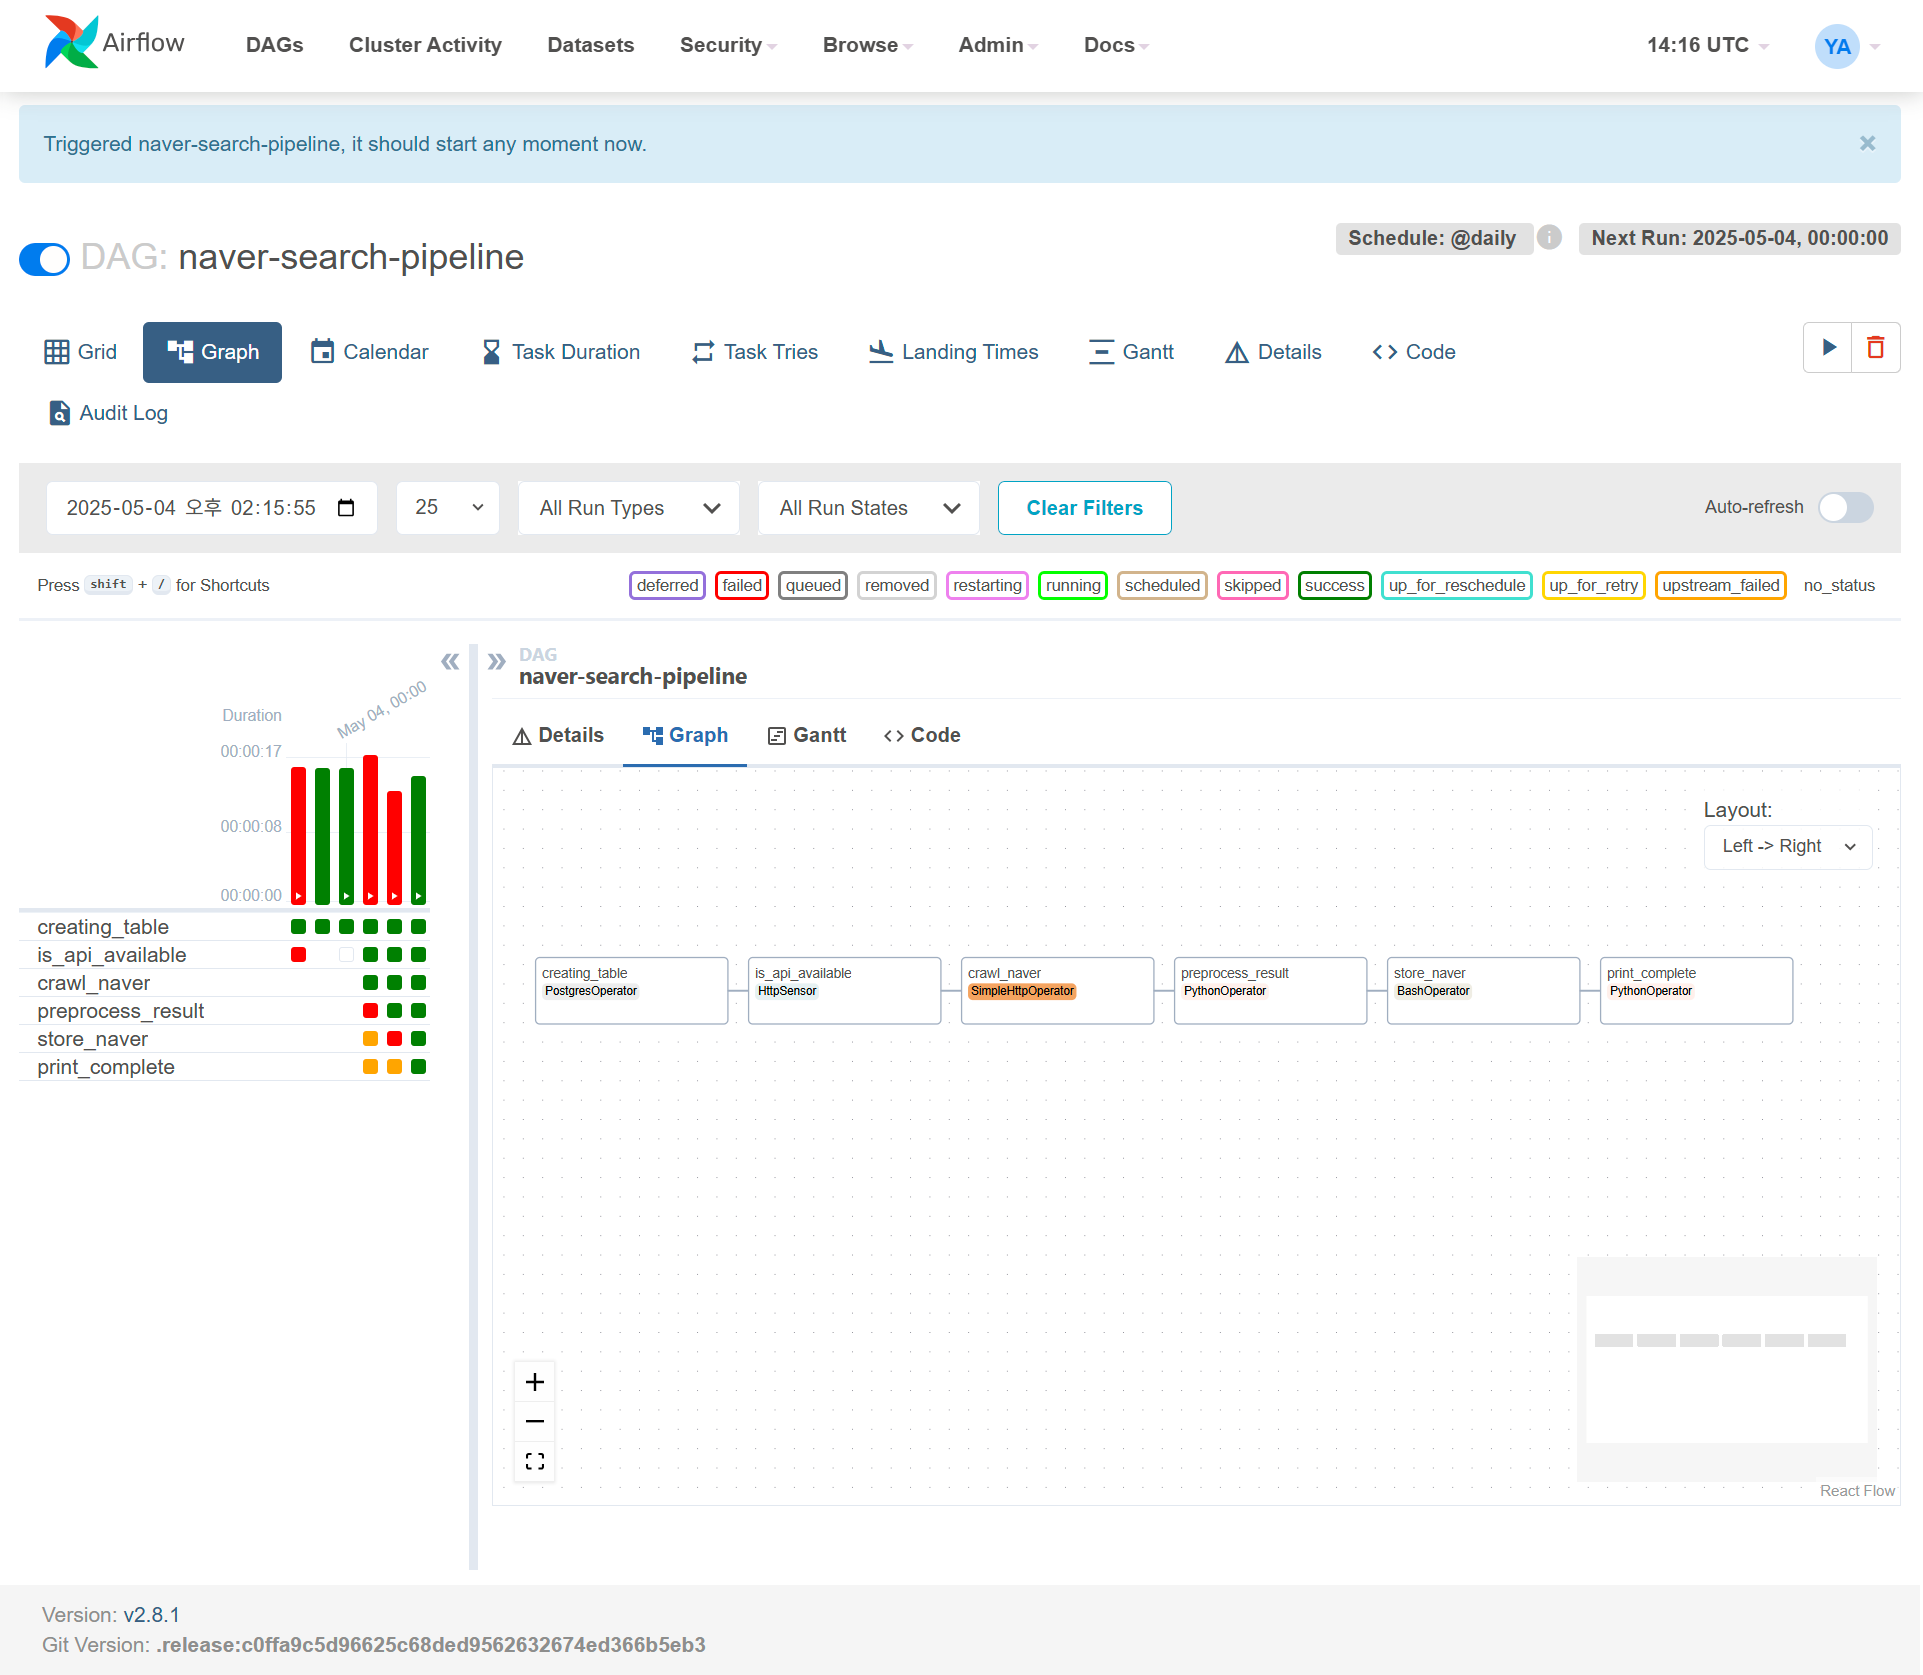 Airflow DAGs Cluster Activity Datasets Security Browse Admin Docs 14:16 UTC YA
Triggered naver-search-pipeline, it should start any moment now. ×
DAG: naver-search-pipeline
Schedule: @daily i Next Run: 2025-05-04, 00:00:00
Grid Graph Calendar Task Duration Task Tries Landing Times Gantt Details Code
Audit Log
2025-05-04 오후 02:15:55 25 All Run Types All Run States Clear Filters Auto-refresh
Press shift + / for Shortcuts
deferred failed queued removed restarting running scheduled skipped success up_for_reschedule up_for_retry upstream_failed no_status
May 04, 00:00
Duration
00:00:17
00:00:08
00:00:00
creating_table
is_api_available
crawl_naver
preprocess_result
store_naver
print_complete
DAG
naver-search-pipeline
Details Graph Gantt Code
Layout:
Left -> Right
creating_table
PostgresOperator
is_api_available
HttpSensor
crawl_naver
SimpleHttpOperator
preprocess_result
PythonOperator
store_naver
BashOperator
print_complete
PythonOperator
React Flow
Version: v2.8.1
Git Version: .release:c0ffa9c5d96625c68ded9562632674ed366b5eb3